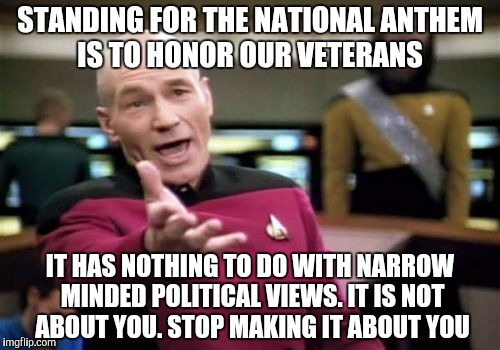 STANDING FOR THE NATIONAL ANTHEM
IS TO HONOR OUR VETERANS
IT HAS NOTHING TO DO WITH NARROW
MINDED POLITICAL VIEWS. IT IS NOT
ABOUT YOU. STOP MAKING IT ABOUT YOU
imgflip.com